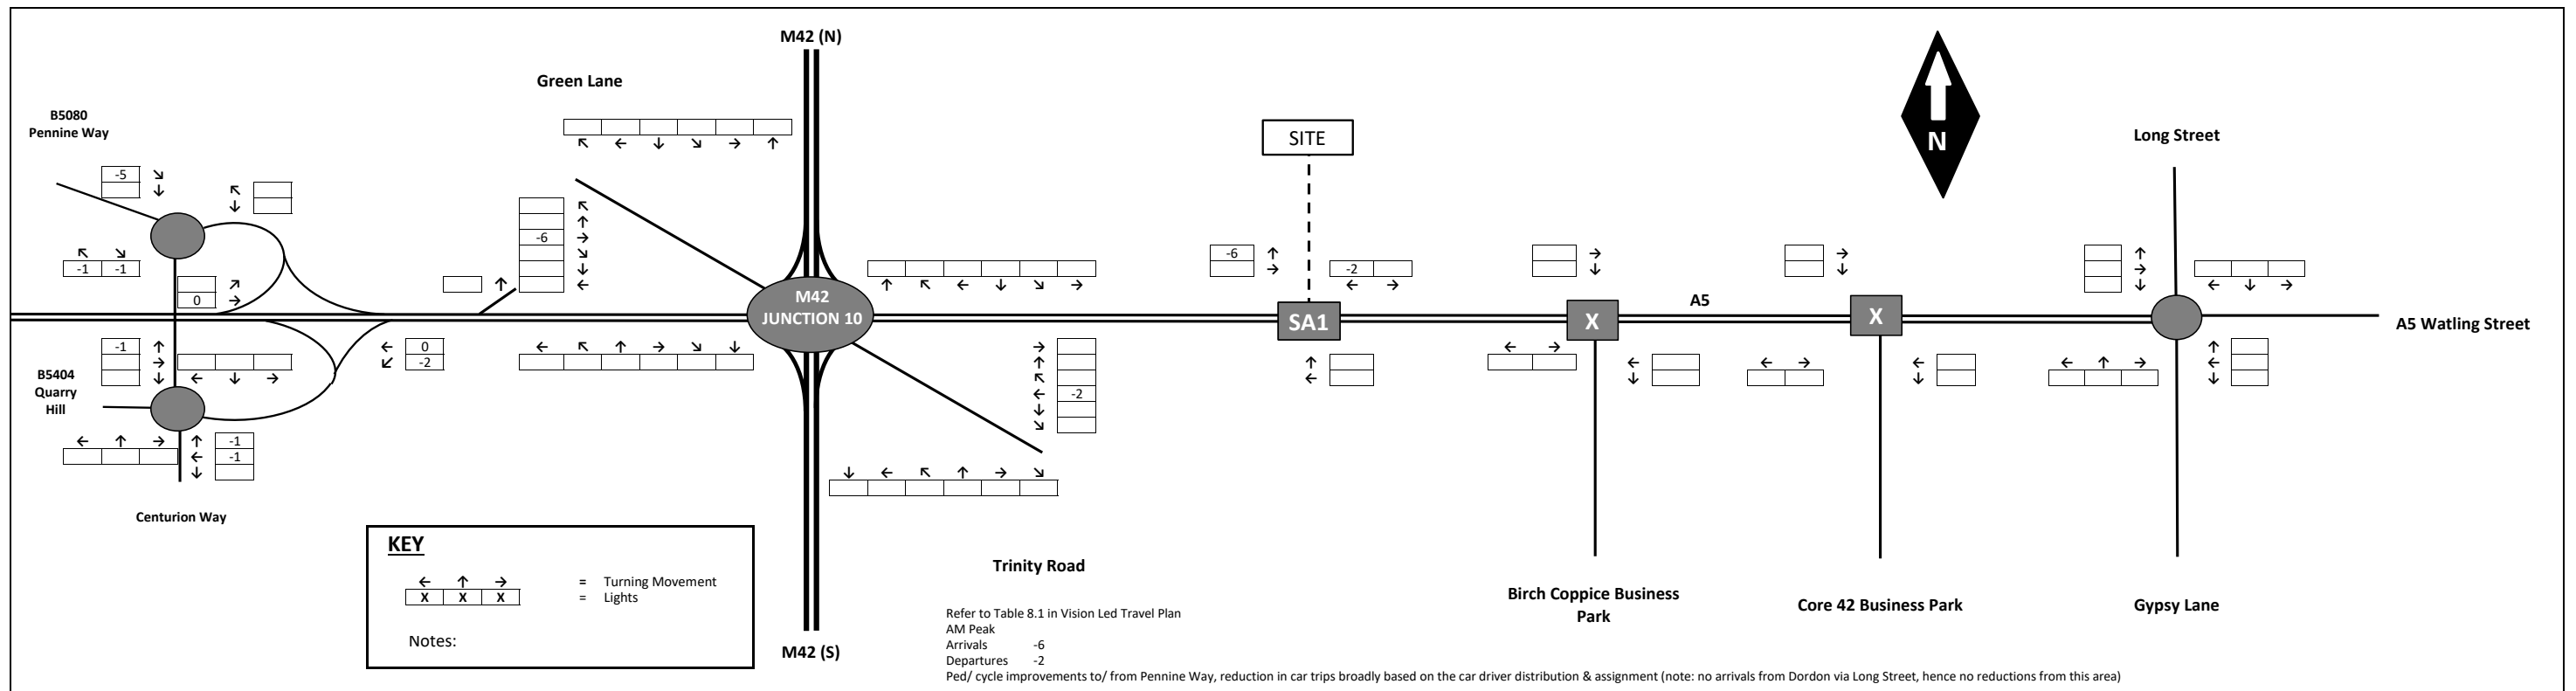 M42 (N)
Green Lane
B5080
Pennine Way
SITE
N
Long Street
-5
-1 -1
0
-6
-6
-2
M42
JUNCTION 10
SA1
X
A5
X
A5 Watling Street
-1
0
-2
-2
B5404
Quarry
Hill
-1
-1
Centurion Way
KEY
= Turning Movement
X X X = Lights
Notes:
M42 (S)
Trinity Road
Birch Coppice Business
Park
Core 42 Business Park
Gypsy Lane
Refer to Table 8.1 in Vision Led Travel Plan
AM Peak
Arrivals -6
Departures -2
Ped/ cycle improvements to/ from Pennine Way, reduction in car trips broadly based on the car driver distribution & assignment (note: no arrivals from Dordon via Long Street, hence no reductions from this area)